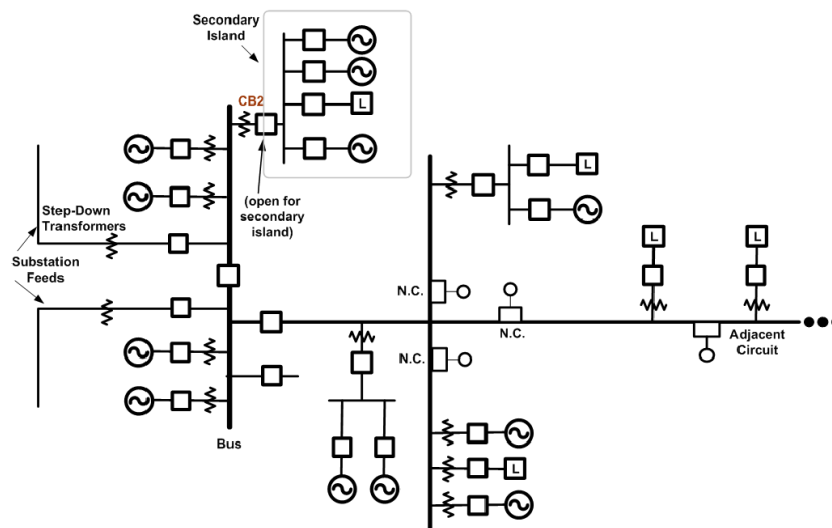 Secondary
Island
CB2
L
(open for
secondary
island)
Step-Down
Transformers
Substation
Feeds
Bus
L
N.C.
N.C.
N.C.
L
L
Adjacent
Circuit
L